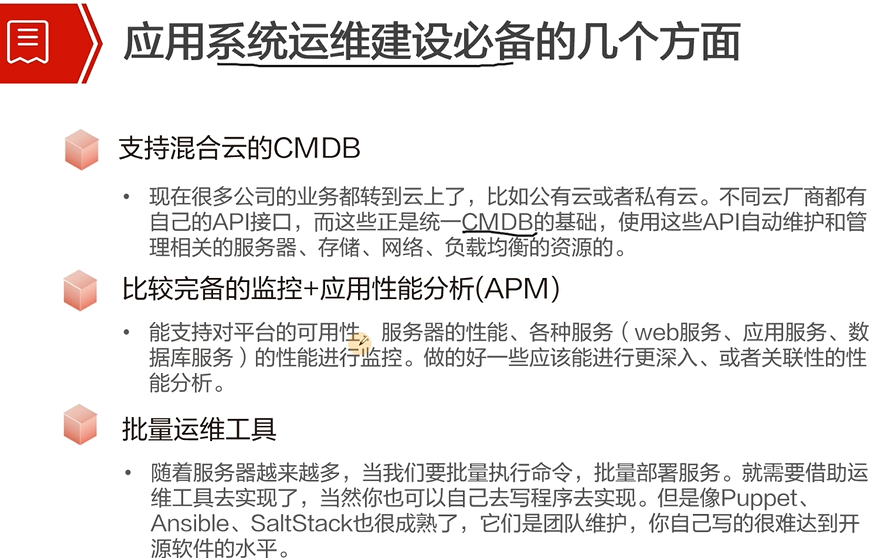 应用系统运维建设必备的几个方面
支持混合云的CMDB
• 现在很多公司的业务都转到云上了，比如公有云或者私有云。不同云厂商都有
自己的API接口，而这些正是统一CMDB的基础，使用这些API自动维护和管
理相关的服务器、存储、网络、负载均衡的资源的。
比较完备的监控+应用性能分析(APM)
• 能支持对平台的可用性、服务器的性能、各种服务（web服务、应用服务、数
据库服务）的性能进行监控。做的好一些应该能进行更深入、或者关联性的性
能分析。
批量运维工具
• 随着服务器越来越多，当我们要批量执行命令，批量部署服务。就需要借助运
维工具去实现了，当然你也可以自己去写程序去实现。但是像Puppet、
Ansible、SaltStack也很成熟了，它们是团队维护，你自己写的很难达到开
源软件的水平。